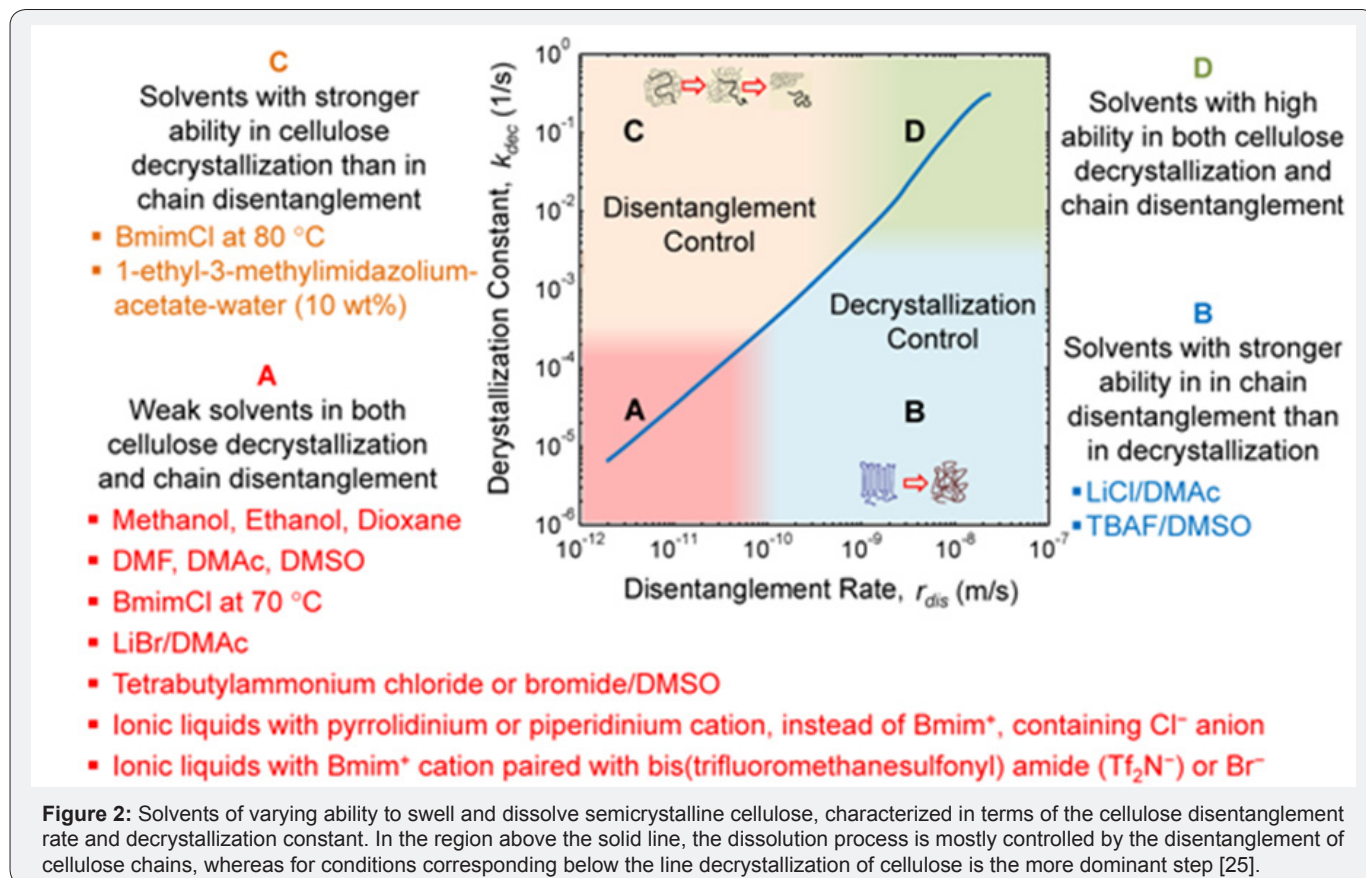 C
Solvents with stronger
ability in cellulose
decrystallization than in
chain disentanglement
▪ BmimCl at 80 °C
▪ 1-ethyl-3-methylimidazolium-
acetate-water (10 wt%)
A
Weak solvents in both
cellulose decrystallization
and chain disentanglement
▪ Methanol, Ethanol, Dioxane
▪ DMF, DMAc, DMSO
▪ BmimCl at 70 °C
▪ LiBr/DMAc
▪ Tetrabutylammonium chloride or bromide/DMSO
▪ Ionic liquids with pyrrolidinium or piperidinium cation, instead of Bmim⁺, containing Cl⁻ anion
▪ Ionic liquids with Bmim⁺ cation paired with bis(trifluoromethanesulfonyl) amide (Tf₂N⁻) or Br⁻
Derystallization Constant, k_dec (1/s)
10⁰
10⁻¹
10⁻²
10⁻³
10⁻⁴
10⁻⁵
10⁻⁶
C
D
Disentanglement
Control
Decrystallization
Control
A
B
10⁻¹²
10⁻¹¹
10⁻¹⁰
10⁻⁹
10⁻⁸
10⁻⁷
Disentanglement Rate, r_dis (m/s)
D
Solvents with high
ability in both cellulose
decrystallization and
chain disentanglement
B
Solvents with stronger
ability in in chain
disentanglement than
in decrystallization
▪ LiCl/DMAc
▪ TBAF/DMSO
Figure 2: Solvents of varying ability to swell and dissolve semicrystalline cellulose, characterized in terms of the cellulose disentanglement
rate and decrystallization constant. In the region above the solid line, the dissolution process is mostly controlled by the disentanglement of
cellulose chains, whereas for conditions corresponding below the line decrystallization of cellulose is the more dominant step [25].